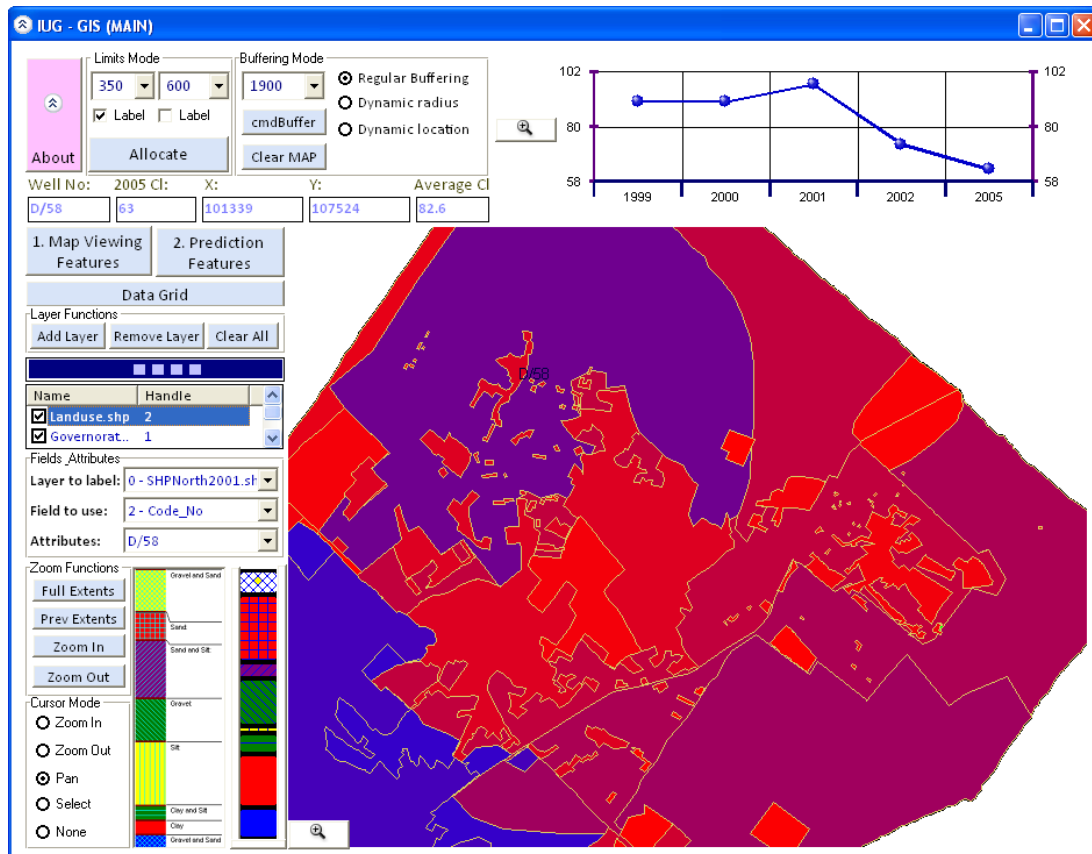 IUG - GIS (MAIN)
About
Limits Mode
350
600
Label
Label
Allocate
Buffering Mode
1900
cmdBuffer
Clear MAP
Regular Buffering
Dynamic radius
Dynamic location
102
80
58
102
80
58
1999
2000
2001
2002
2005
Well No:
2005 Cl:
X:
Y:
Average Cl
D/58
63
101339
107524
82.6
1. Map Viewing
Features
2. Prediction
Features
Data Grid
Layer Functions
Add Layer
Remove Layer
Clear All
Name
Handle
Landuse.shp
2
Governorat...
1
Fields_Attributes
Layer to label:
0 - SHPNorth2001.sh
Field to use:
2 - Code_No
Attributes:
D/58
D/58
Zoom Functions
Full Extents
Prev Extents
Zoom In
Zoom Out
Cursor Mode
Zoom In
Zoom Out
Pan
Select
None
Gravel and Sand
Sand
Sand and Silt
Gravel
Silt
Clay and Silt
Clay
Gravel and Sand